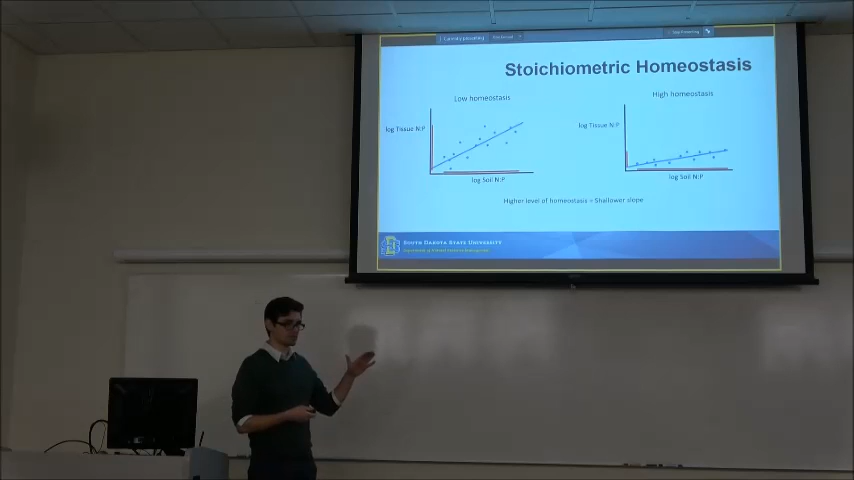 Stoichiometric Homeostasis
Low homeostasis
High homeostasis
log Tissue N:P
log Tissue N:P
log Soil N:P
log Soil N:P
Higher level of homeostasis = Shallower slope
South Dakota State University